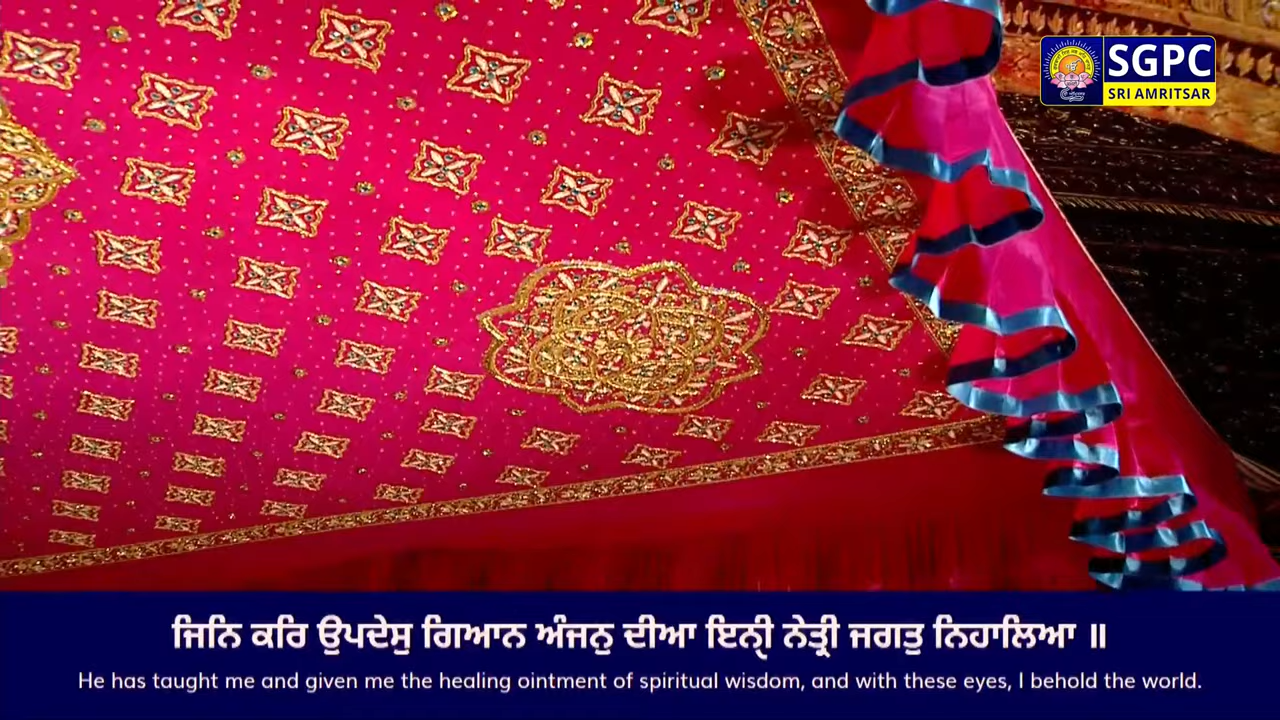 SGPC
SRI AMRITSAR
ਜਿਨਿ ਕਰਿ ਉਪਦੇਸੁ ਗਿਆਨ ਅੰਜਨੁ ਦੀਆ ਇਨੑੀ ਨੇਤ੍ਰੀ ਜਗਤੁ ਨਿਹਾਲਿਆ ॥
He has taught me and given me the healing ointment of spiritual wisdom, and with these eyes, I behold the world.